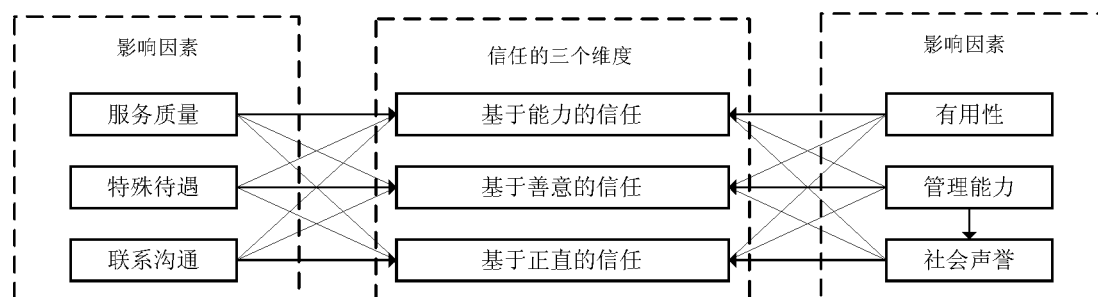 影响因素
信任的三个维度
影响因素
服务质量
基于能力的信任
有用性
特殊待遇
基于善意的信任
管理能力
联系沟通
基于正直的信任
社会声誉